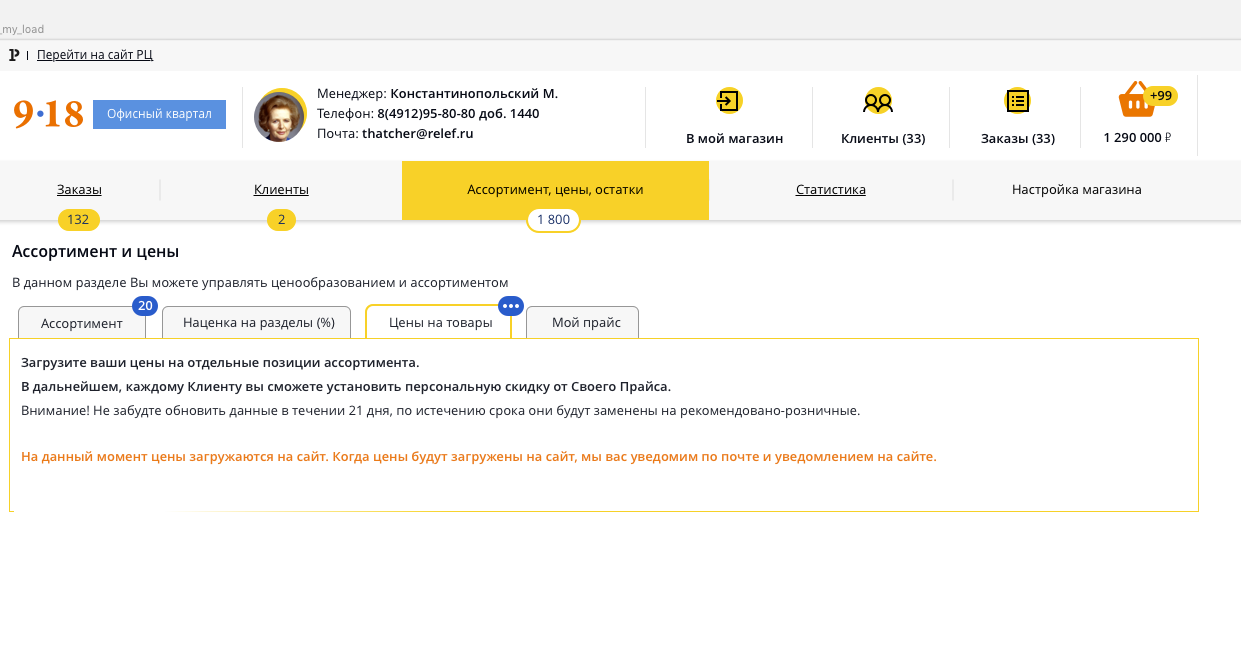 _my_load
Перейти на сайт РЦ
9·18
Офисный квартал
Менеджер: Константинопольский М.
Телефон: 8(4912)95-80-80 доб. 1440
Почта: thatcher@relef.ru
В мой магазин
Клиенты (33)
Заказы (33)
+99
1 290 000 ₽
Заказы
Клиенты
Ассортимент, цены, остатки
Статистика
Настройка магазина
132
2
1 800
Ассортимент и цены
В данном разделе Вы можете управлять ценообразованием и ассортиментом
20
Ассортимент
Наценка на разделы (%)
Цены на товары
Мой прайс
Загрузите ваши цены на отдельные позиции ассортимента.
В дальнейшем, каждому Клиенту вы сможете установить персональную скидку от Своего Прайса.
Внимание! Не забудте обновить данные в течении 21 дня, по истечению срока они будут заменены на рекомендовано-розничные.
На данный момент цены загружаются на сайт. Когда цены будут загружены на сайт, мы вас уведомим по почте и уведомлением на сайте.